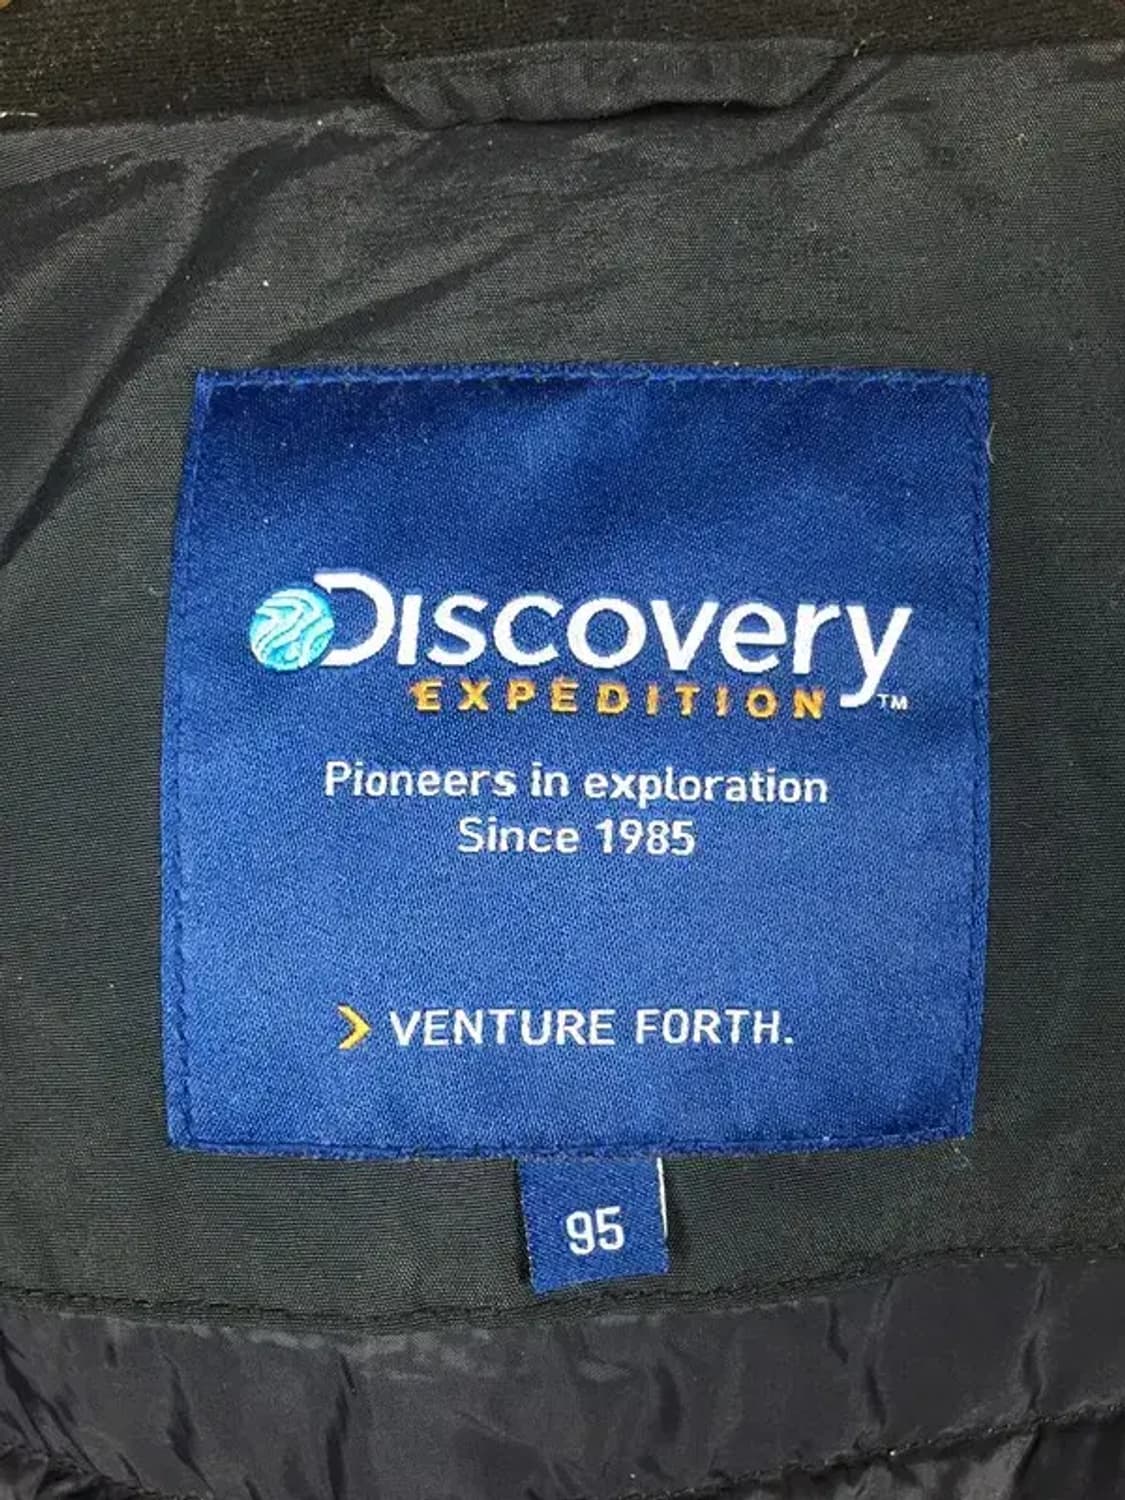 Discovery
EXPEDITION™
Pioneers in exploration
Since 1985
> VENTURE FORTH.
95